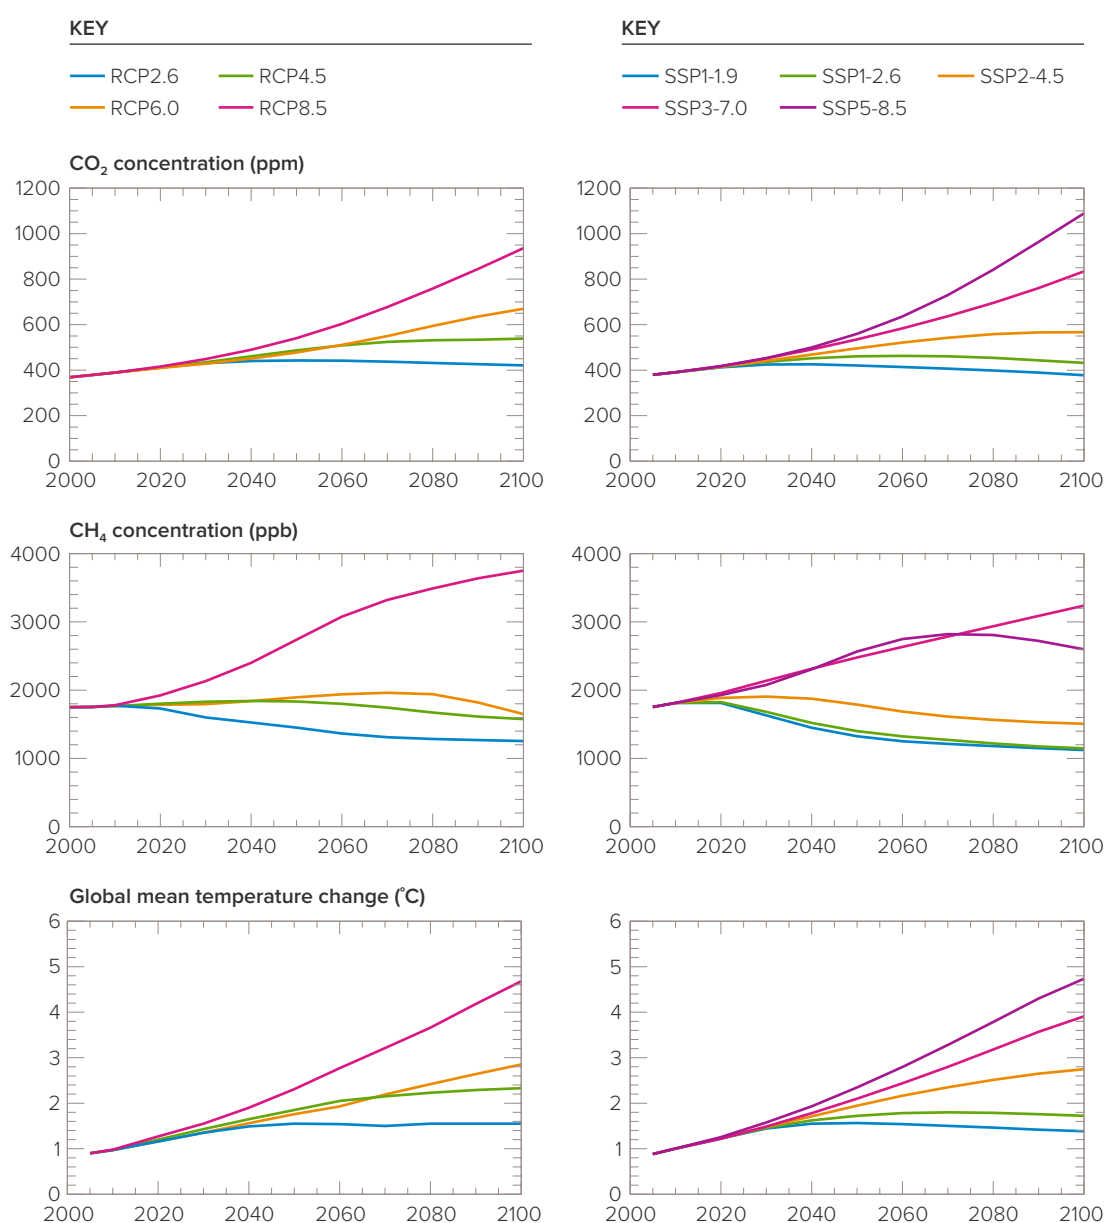 KEY
RCP2.6 RCP4.5
RCP6.0 RCP8.5
KEY
SSP1-1.9 SSP1-2.6 SSP2-4.5
SSP3-7.0 SSP5-8.5
CO₂ concentration (ppm)
1200
1000
800
600
400
200
0
2000 2020 2040 2060 2080 2100
1200
1000
800
600
400
200
0
2000 2020 2040 2060 2080 2100
CH₄ concentration (ppb)
4000
3000
2000
1000
0
2000 2020 2040 2060 2080 2100
4000
3000
2000
1000
0
2000 2020 2040 2060 2080 2100
Global mean temperature change (°C)
6
5
4
3
2
1
0
2000 2020 2040 2060 2080 2100
6
5
4
3
2
1
0
2000 2020 2040 2060 2080 2100